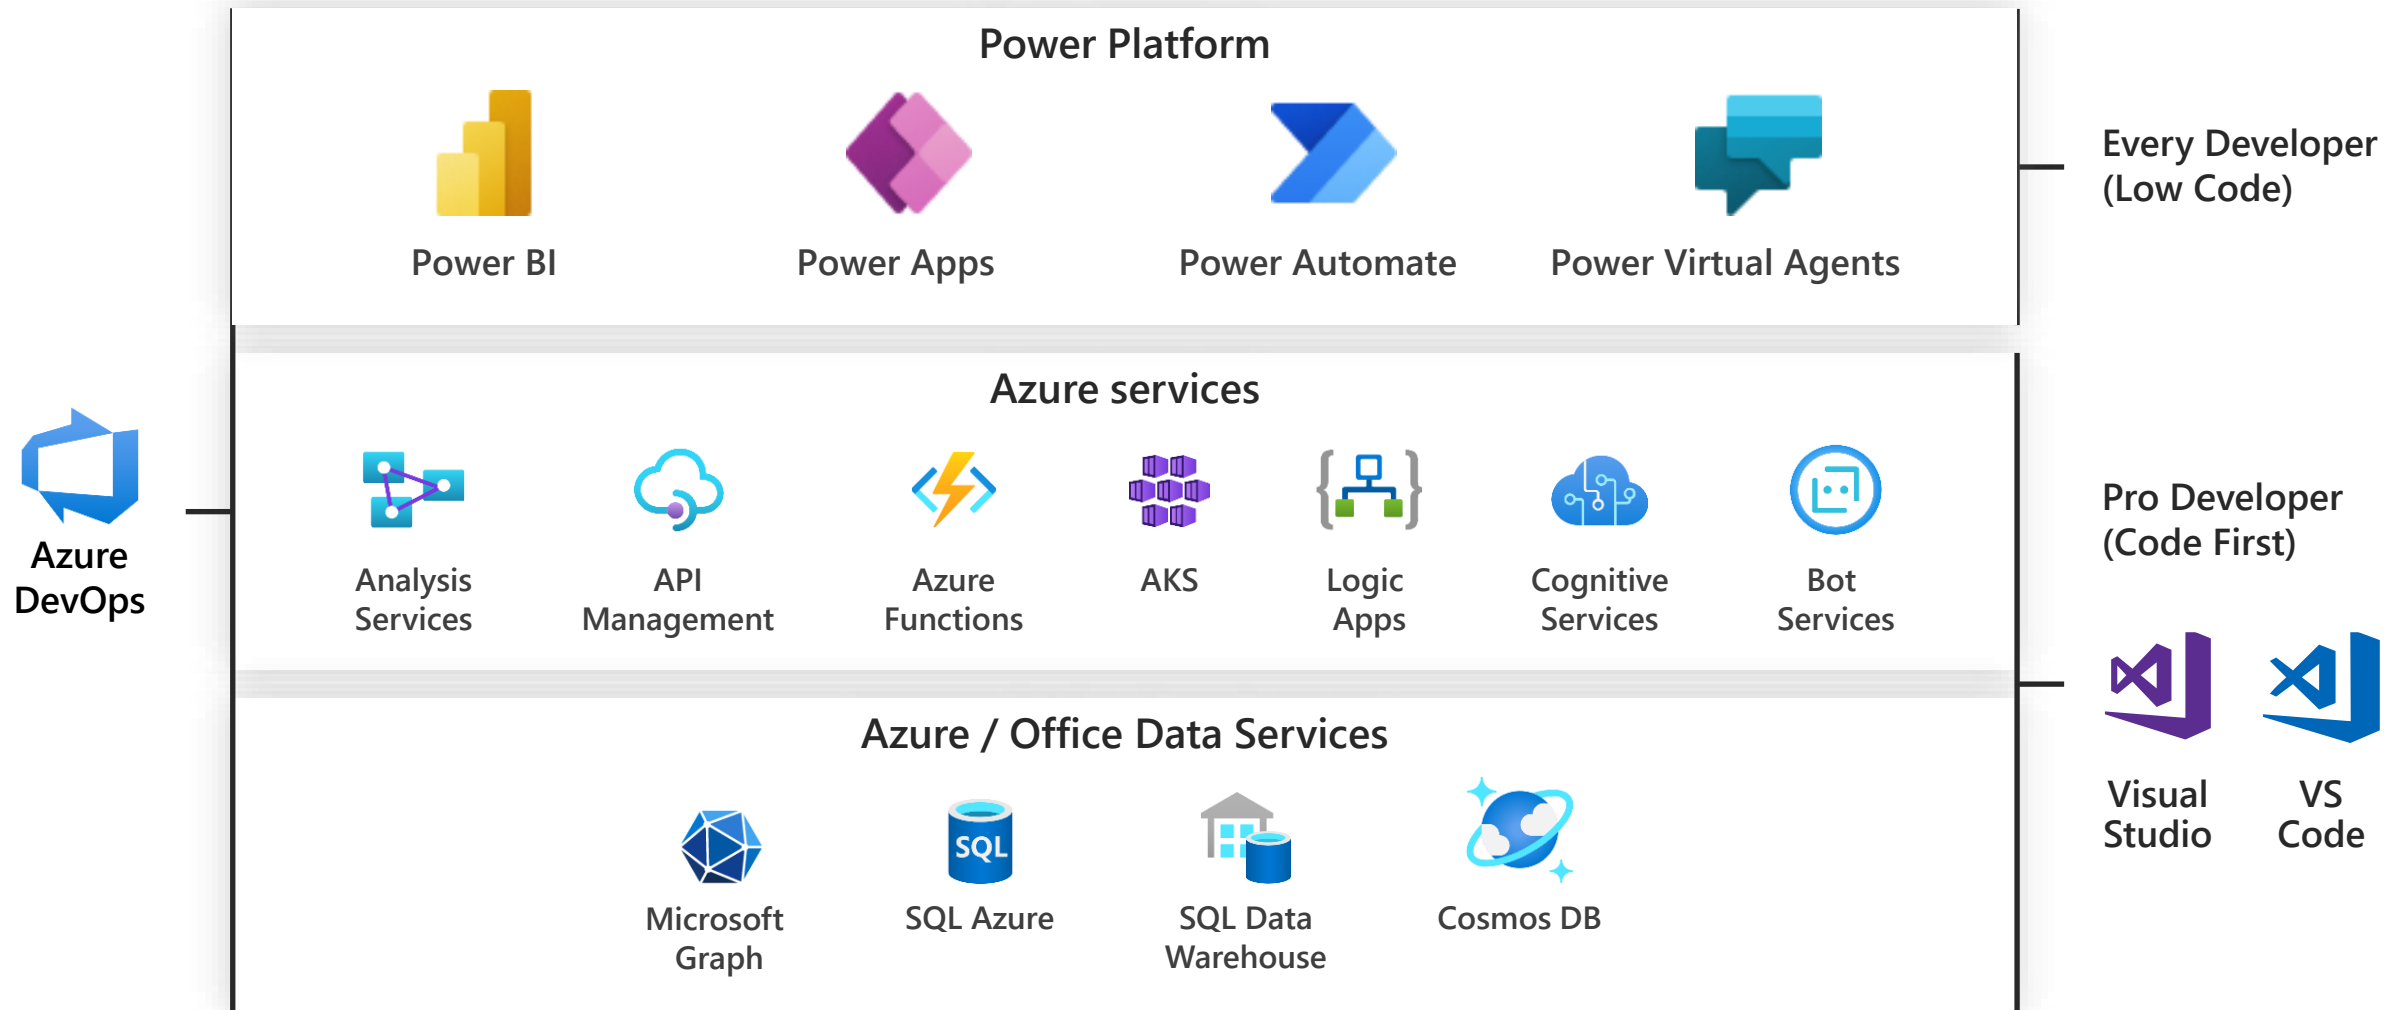 Power Platform
Power BI
Power Apps
Power Automate
Power Virtual Agents
Every Developer
(Low Code)
Azure services
Analysis
Services
API
Management
Azure
Functions
AKS
Logic
Apps
Cognitive
Services
Bot
Services
Azure
DevOps
Pro Developer
(Code First)
Visual
Studio
VS
Code
Azure / Office Data Services
Microsoft
Graph
SQL
SQL Azure
SQL Data
Warehouse
Cosmos DB